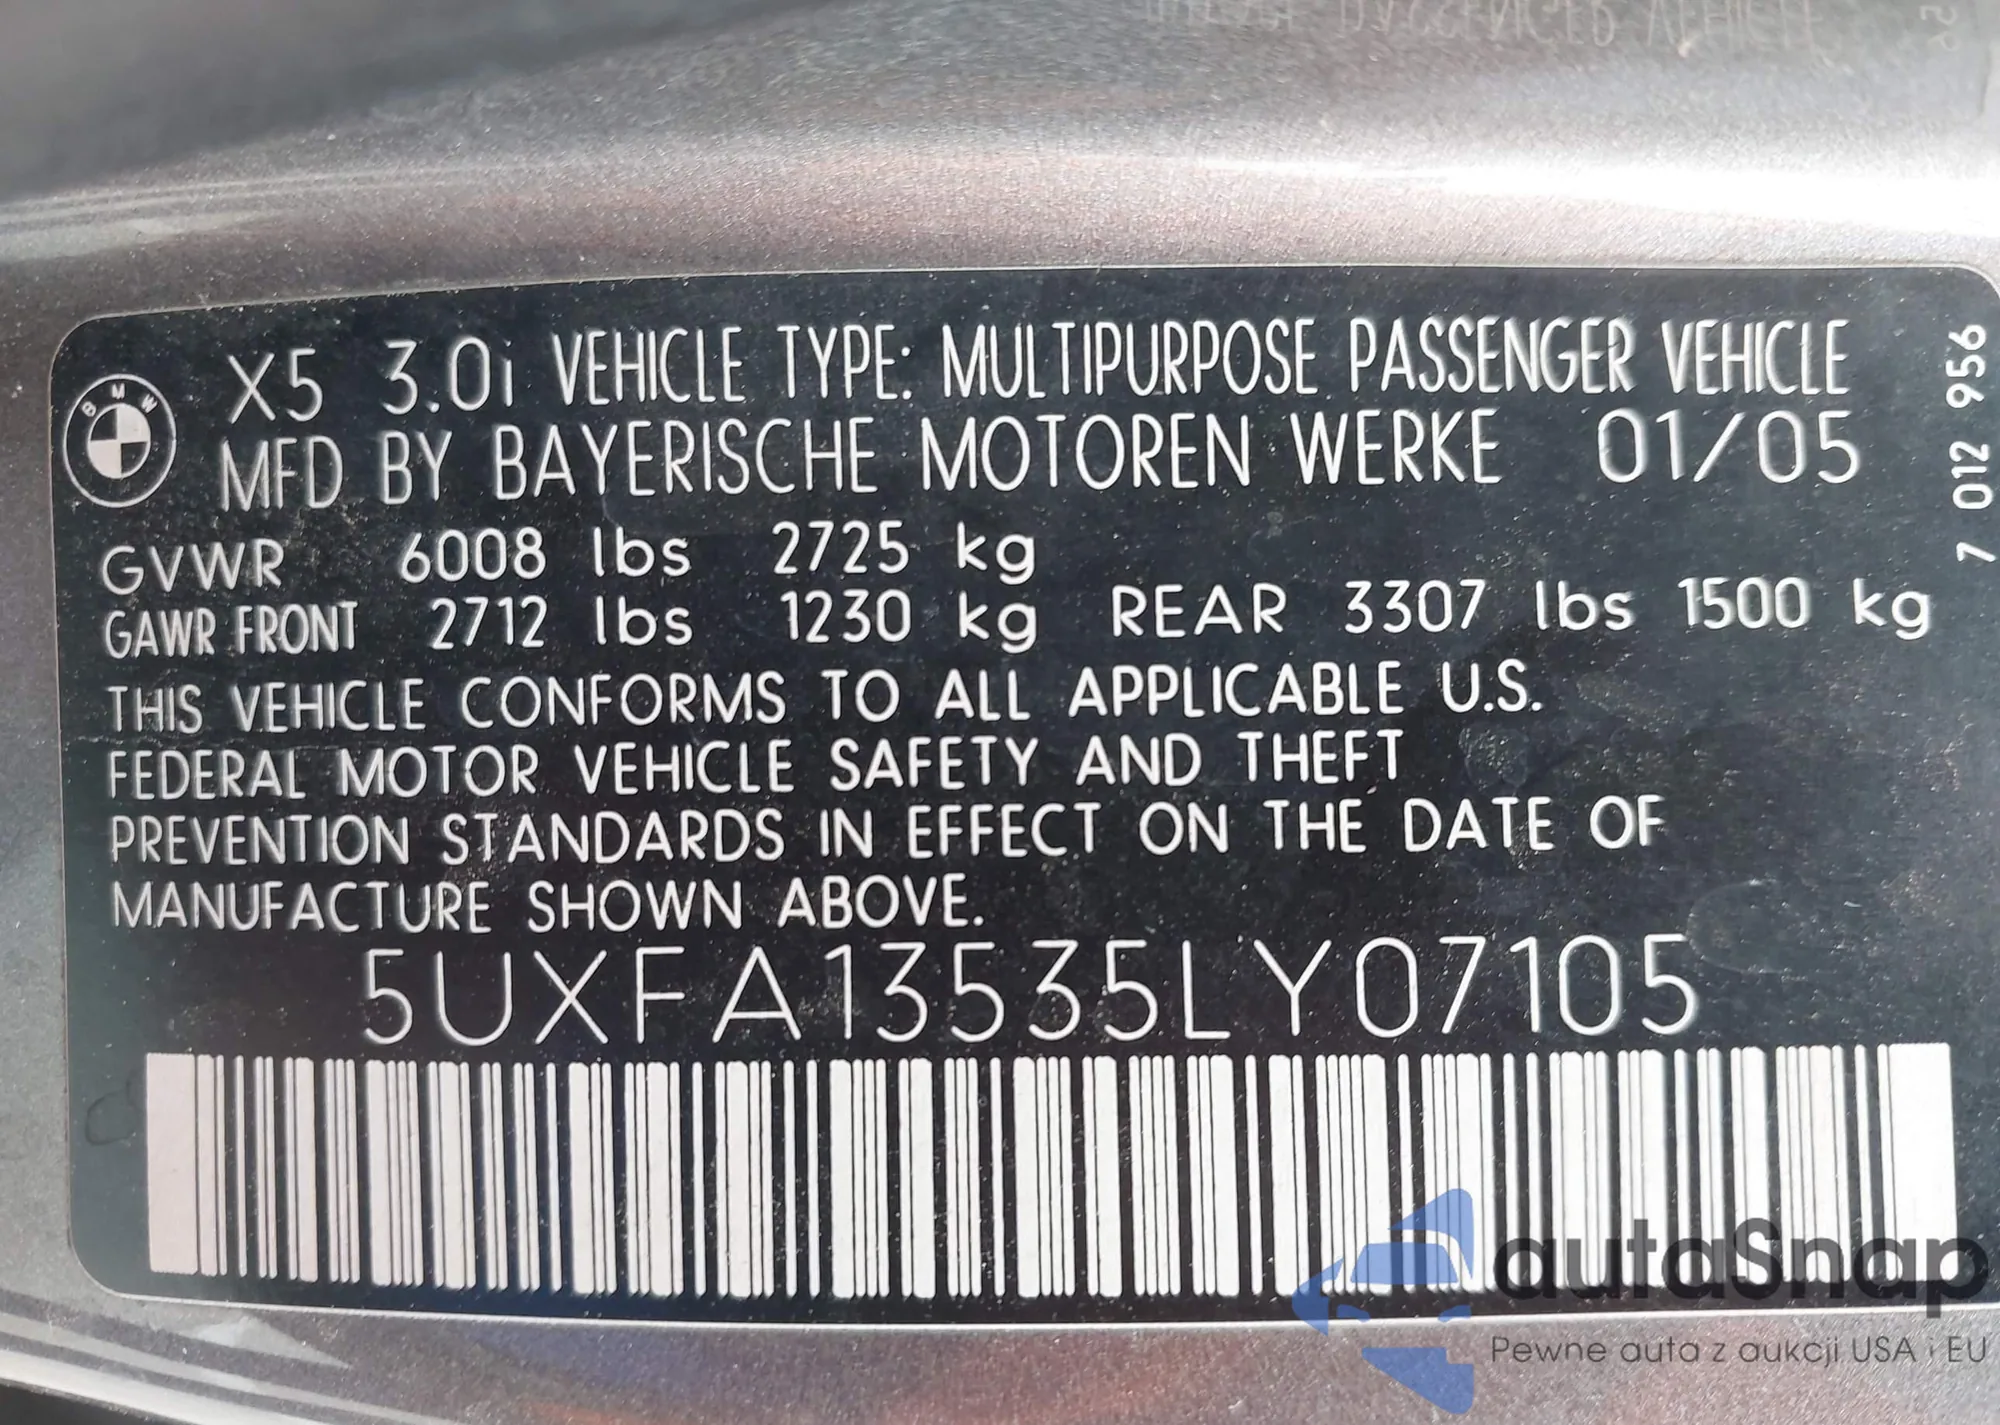 BMW
X5 3.0i VEHICLE TYPE: MULTIPURPOSE PASSENGER VEHICLE
MFD BY BAYERISCHE MOTOREN WERKE 01/05
GVWR 6008 lbs 2725 kg
GAWR FRONT 2712 lbs 1230 kg REAR 3307 lbs 1500 kg
THIS VEHICLE CONFORMS TO ALL APPLICABLE U.S.
FEDERAL MOTOR VEHICLE SAFETY AND THEFT
PREVENTION STANDARDS IN EFFECT ON THE DATE OF
MANUFACTURE SHOWN ABOVE.
5UXFA13535LY07105
7 012 956
autoSnap
Pewne auta z aukcji USA i EU